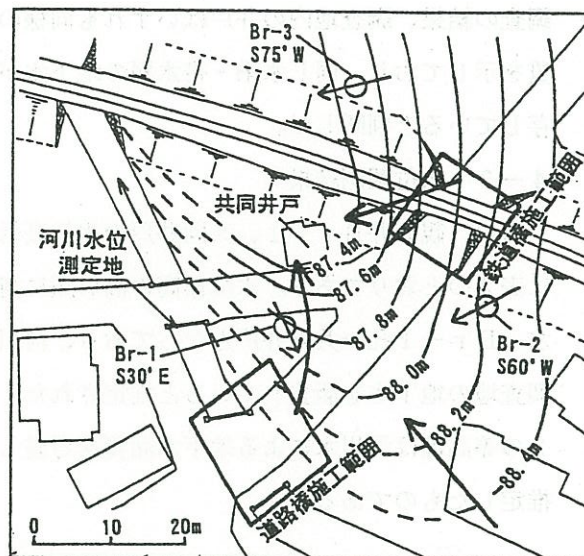 Br-3
S75°W
共同井戸
鉄道橋施工範囲
河川水位
測定地
87.4m
87.6m
87.8m
88.0m
88.2m
88.4m
Br-1
S30°E
Br-2
S60°W
道路橋施工範囲
0 10 20m